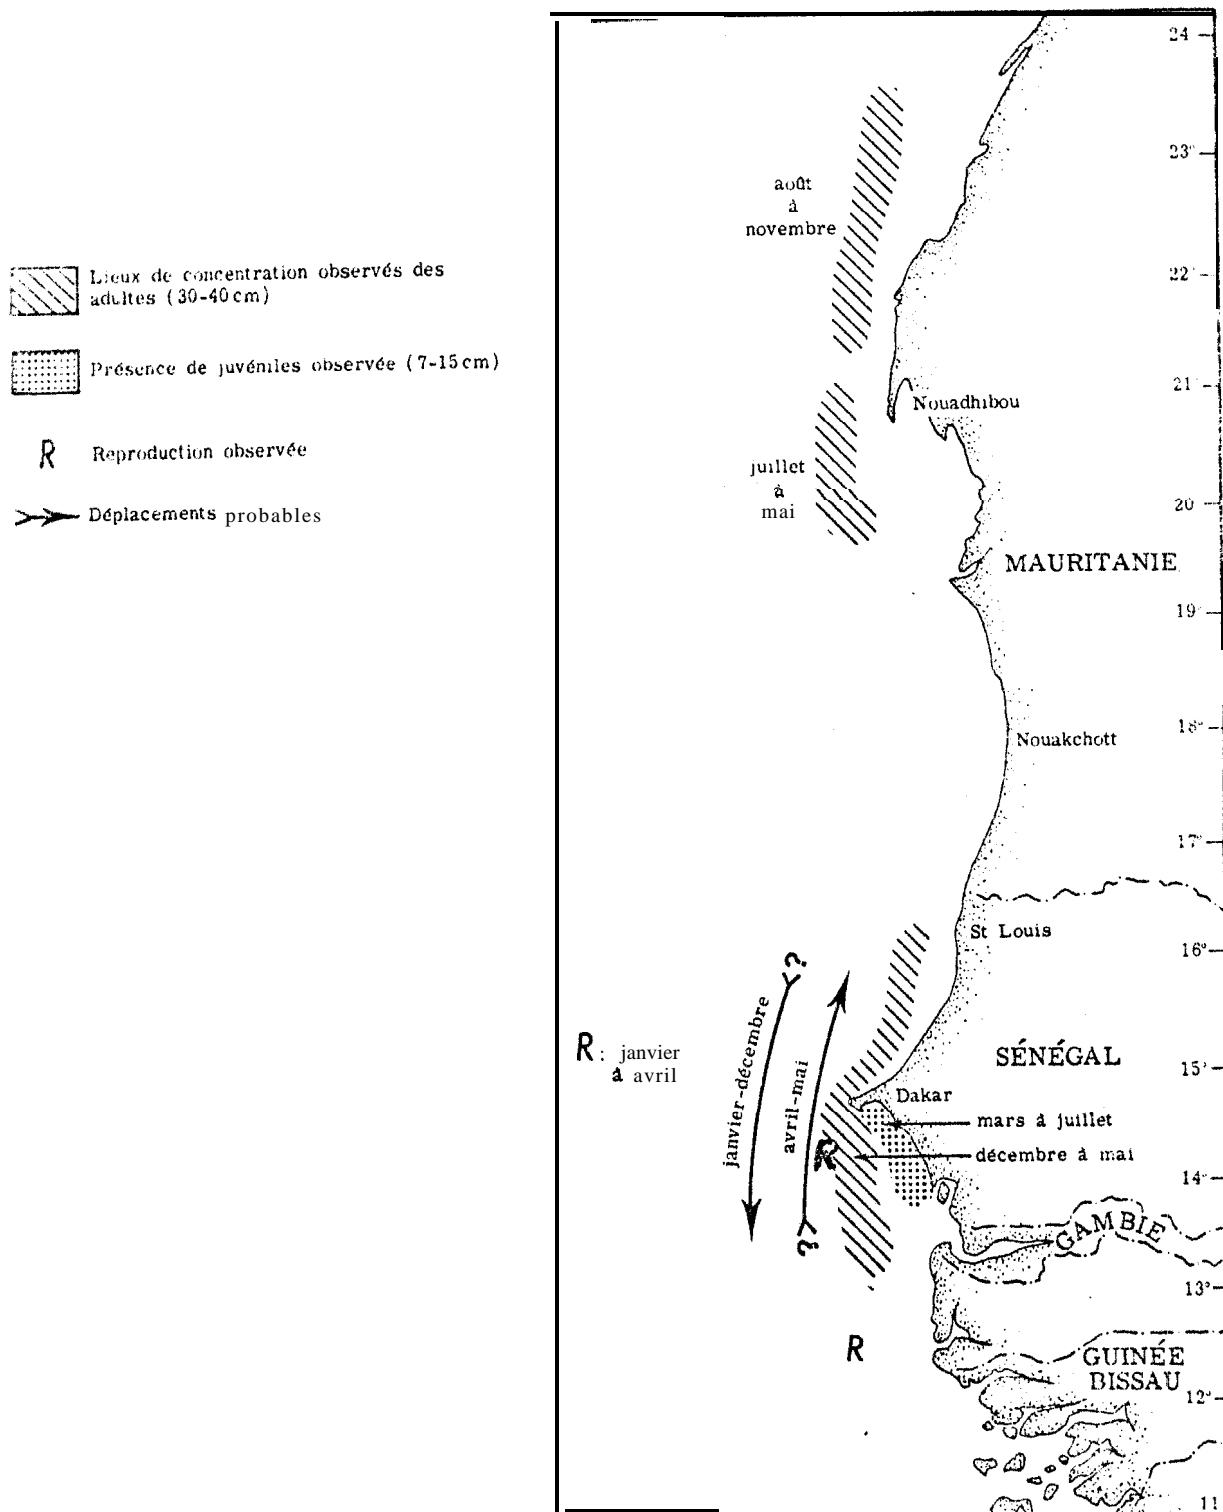 Lieux de concentration observés des
adultes (30-40 cm)
Présence de juvéniles observée (7-15 cm)
R Reproduction observée
Déplacements probables
24
23°
août
à
novembre
22°
21°
Nouadhibou
juillet
à
mai
20
MAURITANIE
19
18°
Nouakchott
17°
St Louis
16°
?
janvier-décembre
avril-mai
R : janvier
à avril
SÉNÉGAL
15°
Dakar
mars à juillet
R
décembre à mai
14°
GAMBIE
?
13°
R
GUINÉE
BISSAU
12°
11